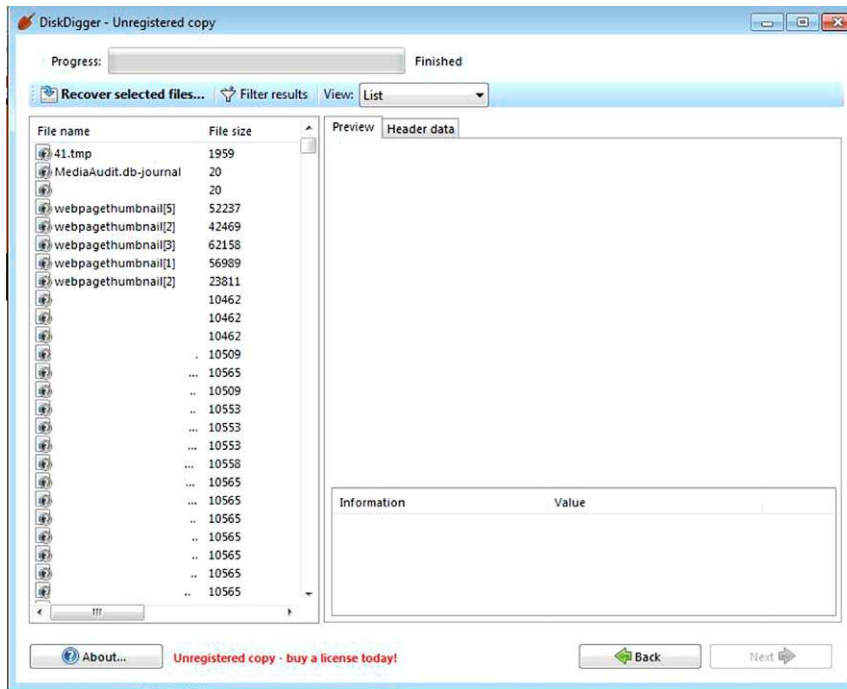 DiskDigger - Unregistered copy
Progress: Finished
Recover selected files... Filter results View: List
File name File size
Preview Header data
41.tmp 1959
MediaAudit.db-journal 20
20
webpagethumbnail[5] 52237
webpagethumbnail[2] 42469
webpagethumbnail[3] 62158
webpagethumbnail[1] 56989
webpagethumbnail[2] 23811
10462
10462
10462
. 10509
... 10565
.. 10509
.. 10553
... 10553
... 10553
... 10558
... 10565
... 10565
.. 10565
.. 10565
.. 10565
.. 10565
.. 10565
Information Value
About... Unregistered copy - buy a license today! Back Next